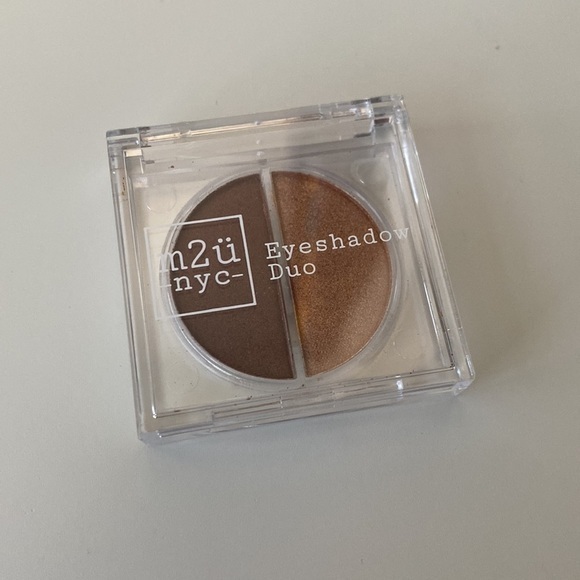 m2ü
-nyc-
Eyeshadow
Duo